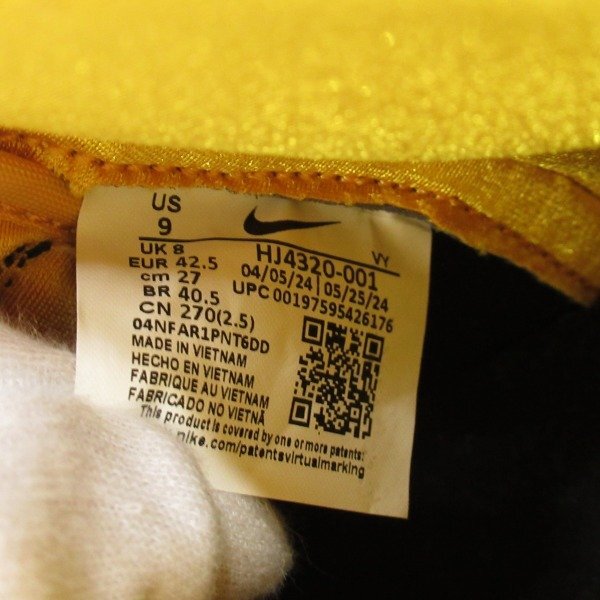 US
9
UK 8
EUR 42.5
cm 27
BR 40.5
CN 270(2.5)
VY
HJ4320-001
04/05/24 | 05/25/24
UPC 00197595426176
04NFAR1PNT6DD
MADE IN VIETNAM
HECHO EN VIETNAM
FABRIQUE AU VIETNAM
FABRICADO NO VIETNÃ
This product is covered by one or more patents:
nike.com/patentsvirtualmarking